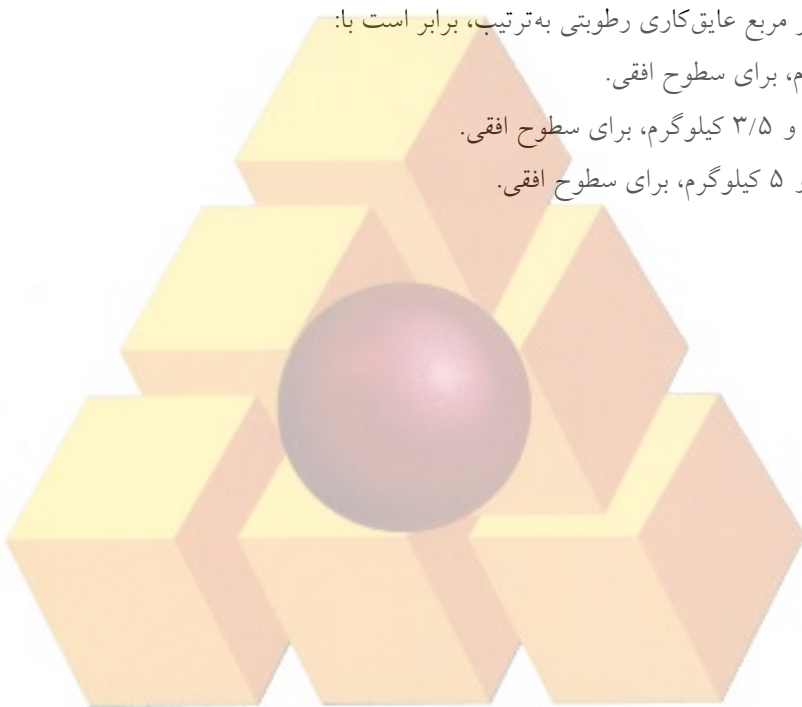 مربع عایق‌کاری رطوبتی به‌ترتیب، برابر است با:
برای سطوح افقی.
و ۳/۵ کیلوگرم، برای سطوح افقی.
۵ کیلوگرم، برای سطوح افقی.